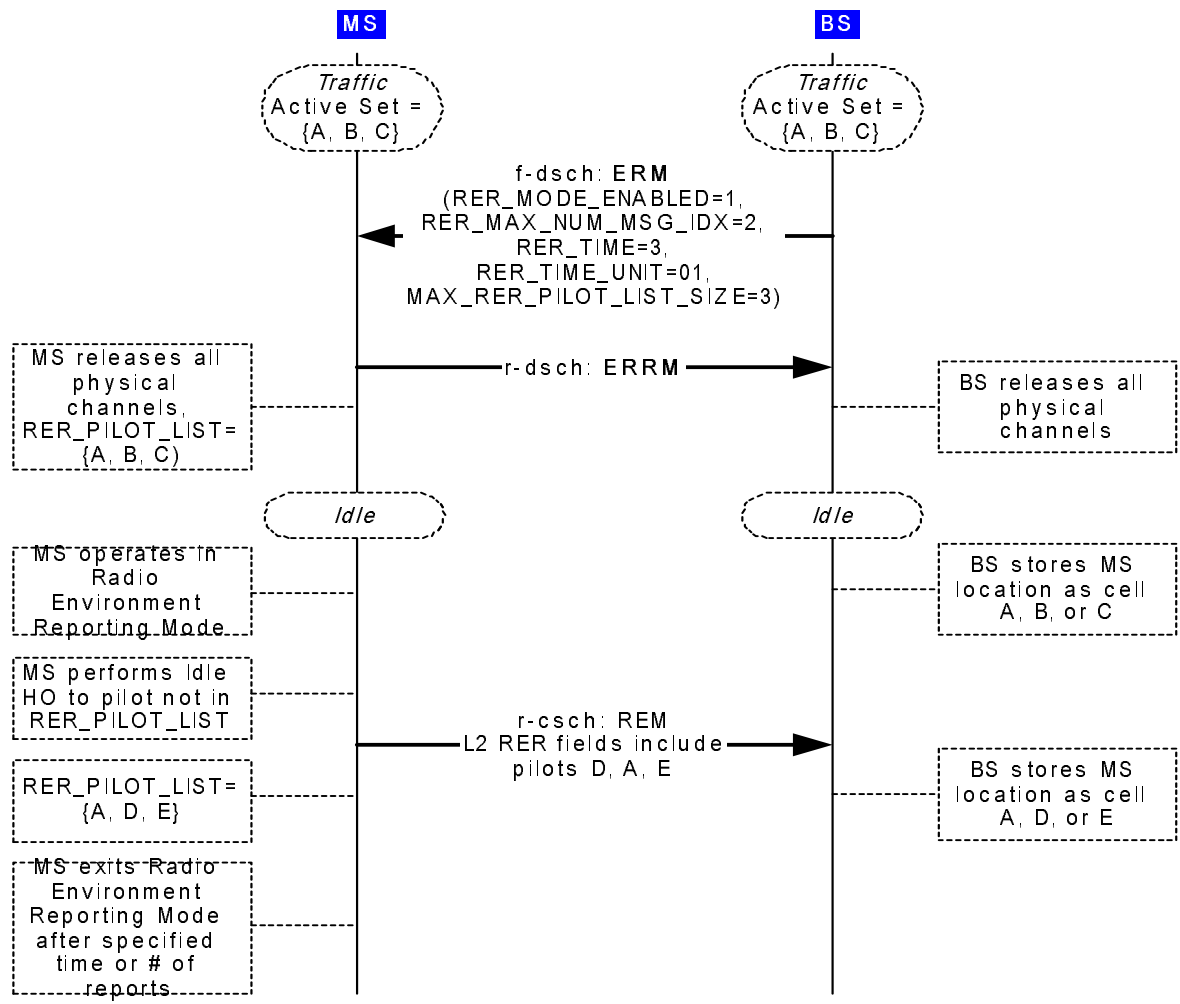 MS
BS
Traffic
Active Set =
{A, B, C}
Traffic
Active Set =
{A, B, C}
f-dsch: ERM
(RER_MODE_ENABLED=1,
RER_MAX_NUM_MSG_IDX=2,
RER_TIME=3,
RER_TIME_UNIT=01,
MAX_RER_PILOT_LIST_SIZE=3)
MS releases all
physical
channels,
RER_PILOT_LIST=
{A, B, C)
r-dsch: ERRM
BS releases all
physical
channels
Idle
Idle
MS operates in
Radio
Environment
Reporting Mode
BS stores MS
location as cell
A, B, or C
MS performs Idle
HO to pilot not in
RER_PILOT_LIST
r-csch: REM
L2 RER fields include
pilots D, A, E
RER_PILOT_LIST=
{A, D, E}
BS stores MS
location as cell
A, D, or E
MS exits Radio
Environment
Reporting Mode
after specified
time or # of
reports